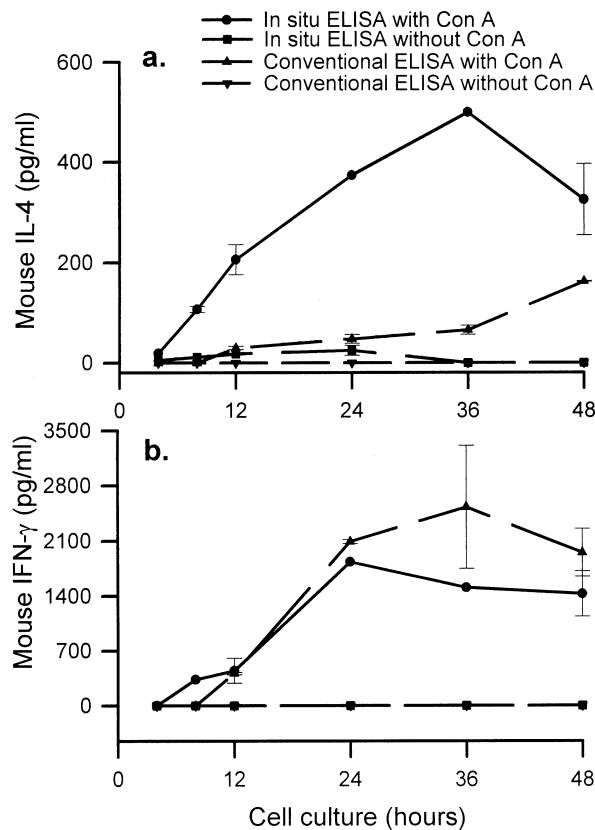 In situ ELISA with Con A
In situ ELISA without Con A
Conventional ELISA with Con A
Conventional ELISA without Con A
a.
Mouse IL-4 (pg/ml)
600
400
200
0
0 12 24 36 48
b.
Mouse IFN-γ (pg/ml)
3500
2800
2100
1400
700
0
0 12 24 36 48
Cell culture (hours)